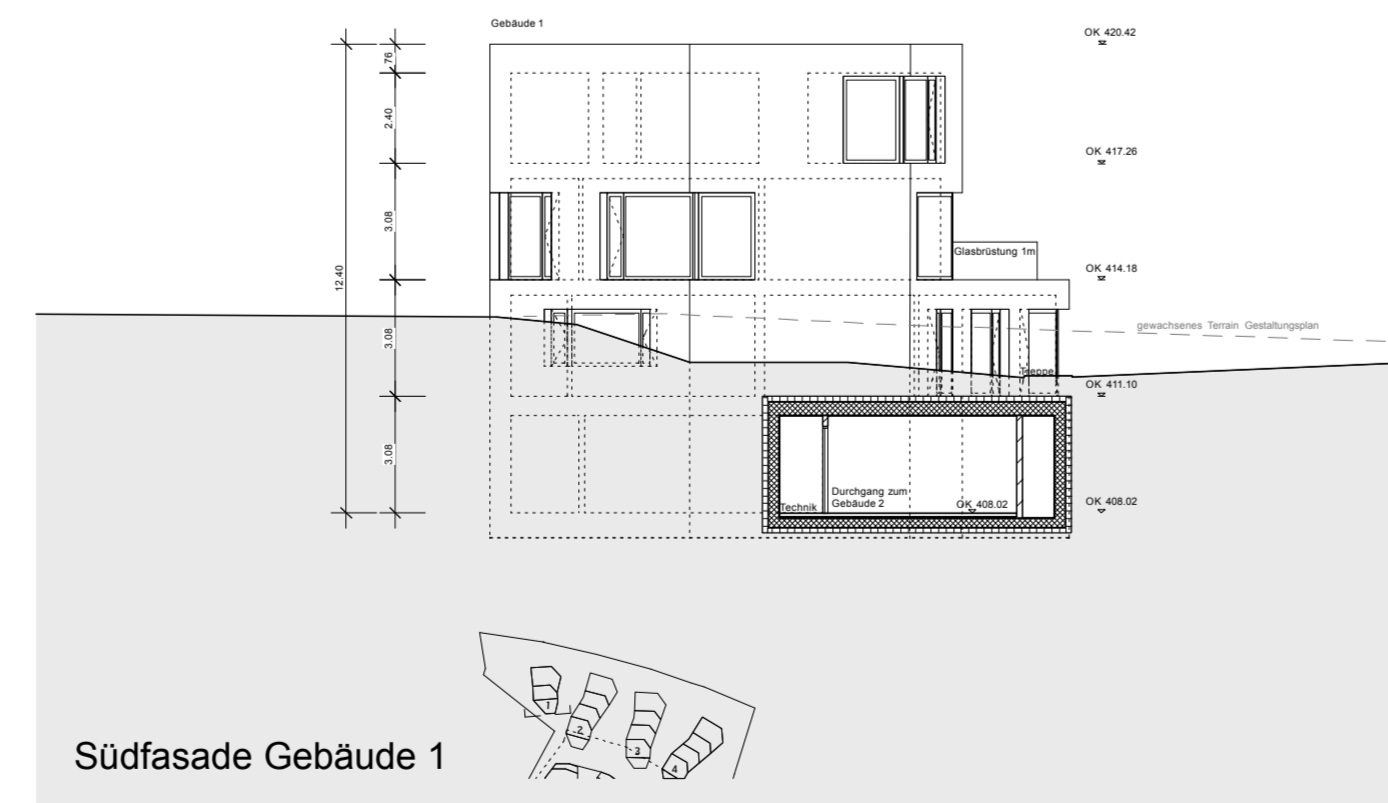 Gebäude 1
OK 420.42
76
2.40
OK 417.26
3.08
Glasbrüstung 1m
12.40
OK 414.18
3.08
gewachsenes Terrain Gestaltungsplan
Treppe
OK 411.10
3.08
Durchgang zum
Technik
Gebäude 2
OK 408.02
OK 408.02
1
2
3
4
Südfasade Gebäude 1